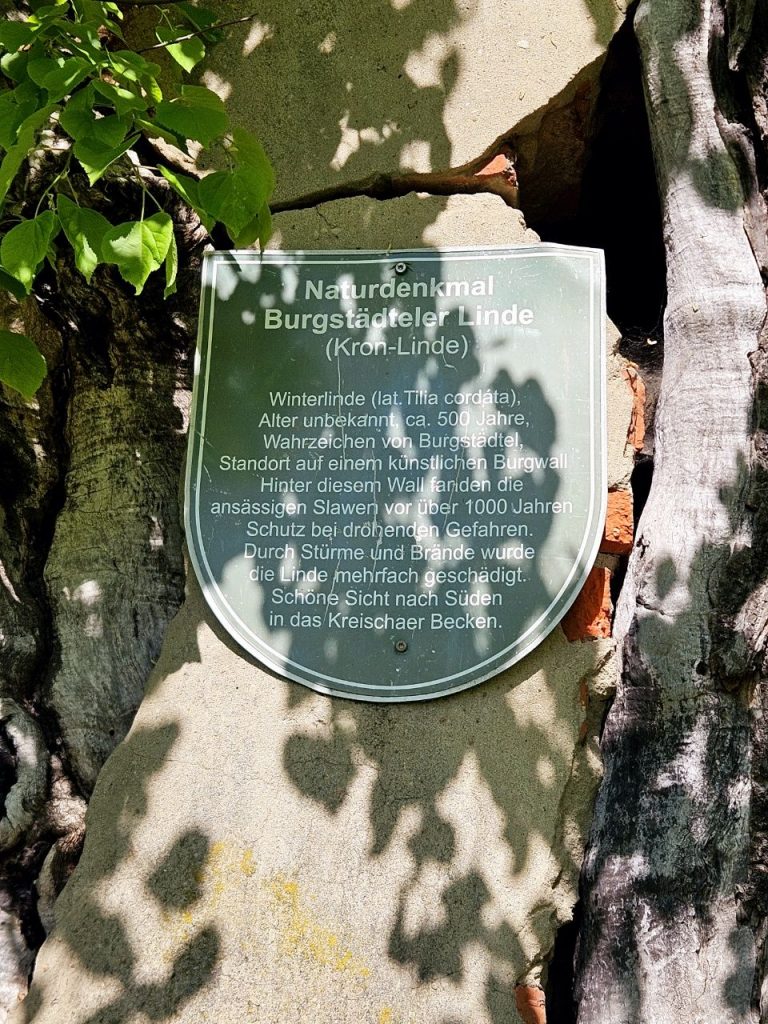 Naturdenkmal
Burgstädteler Linde
(Kron-Linde)
Winterlinde (lat.Tilia cordata),
Alter unbekannt, ca. 500 Jahre,
Wahrzeichen von Burgstädtel,
Standort auf einem künstlichen Burgwall
Hinter diesem Wall fanden die
ansässigen Slawen vor über 1000 Jahren
Schutz bei drohenden Gefahren.
Durch Stürme und Brände wurde
die Linde mehrfach geschädigt.
Schöne Sicht nach Süden
in das Kreischaer Becken.